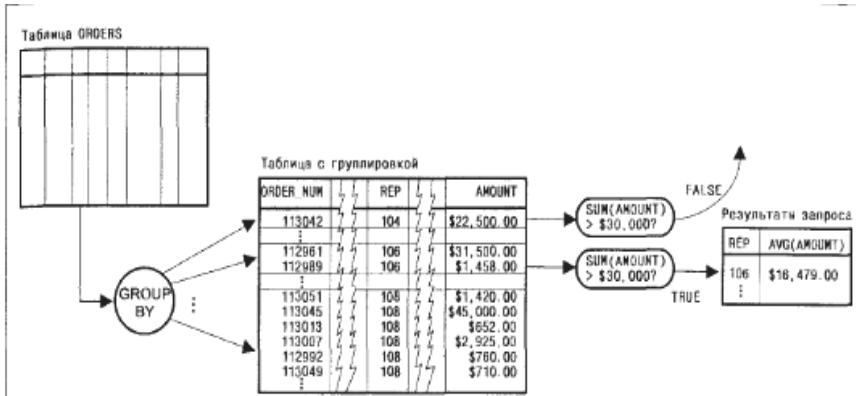 Таблица ORDERS
Таблица с группировкой
ORDER_NUM REP AMOUNT
113042 104 $22,500.00
⋮
112961 106 $31,500.00
112989 106 $1,458.00
⋮
113051 108 $1,420.00
113045 108 $45,000.00
113013 108 $652.00
113007 108 $2,925.00
112992 108 $760.00
113049 108 $710.00
⋮
GROUP
BY
⋮
SUM(AMOUNT)
> $30,000?
FALSE
SUM(AMOUNT)
> $30,000?
TRUE
Результаты запроса
REP AVG(AMOUNT)
106 $16,479.00
⋮